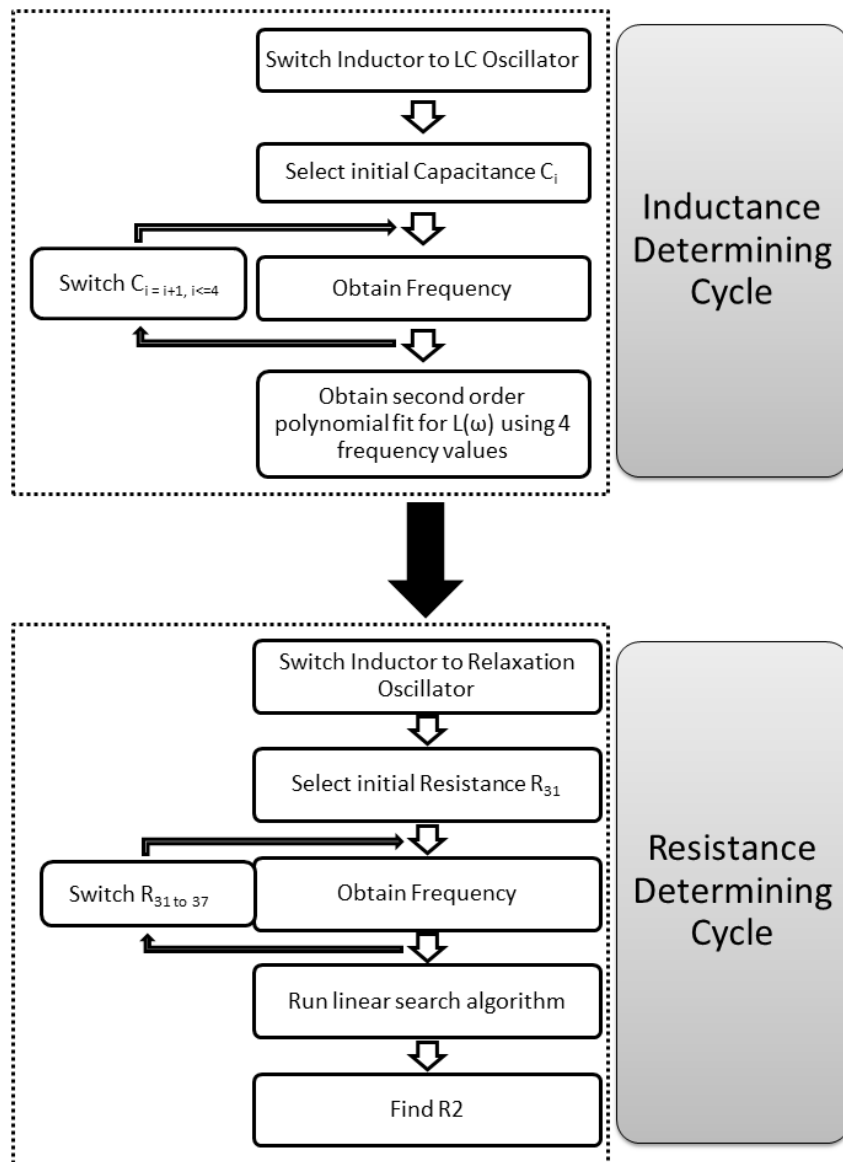 Switch Inductor to LC Oscillator
Select initial Capacitance Cᵢ
Switch C i = i+1, i<=4
Obtain Frequency
Obtain second order
polynomial fit for L(ω) using 4
frequency values
Inductance
Determining
Cycle
Switch Inductor to Relaxation
Oscillator
Select initial Resistance R₃₁
Switch R 31 to 37
Obtain Frequency
Run linear search algorithm
Find R2
Resistance
Determining
Cycle